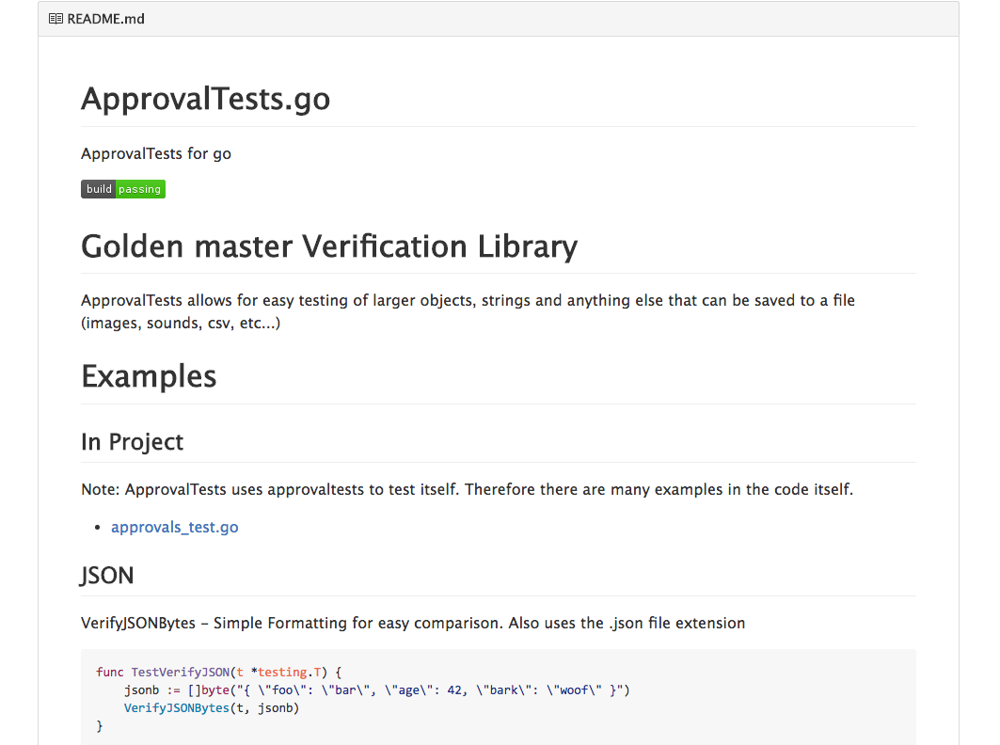 README.md
ApprovalTests.go
ApprovalTests for go
build passing
Golden master Verification Library
ApprovalTests allows for easy testing of larger objects, strings and anything else that can be saved to a file
(images, sounds, csv, etc...)
Examples
In Project
Note: ApprovalTests uses approvaltests to test itself. Therefore there are many examples in the code itself.
• approvals_test.go
JSON
VerifyJSONBytes – Simple Formatting for easy comparison. Also uses the .json file extension
func TestVerifyJSON(t *testing.T) {
    jsonb := []byte("{ \"foo\": \"bar\", \"age\": 42, \"bark\": \"woof\" }")
    VerifyJSONBytes(t, jsonb)
}